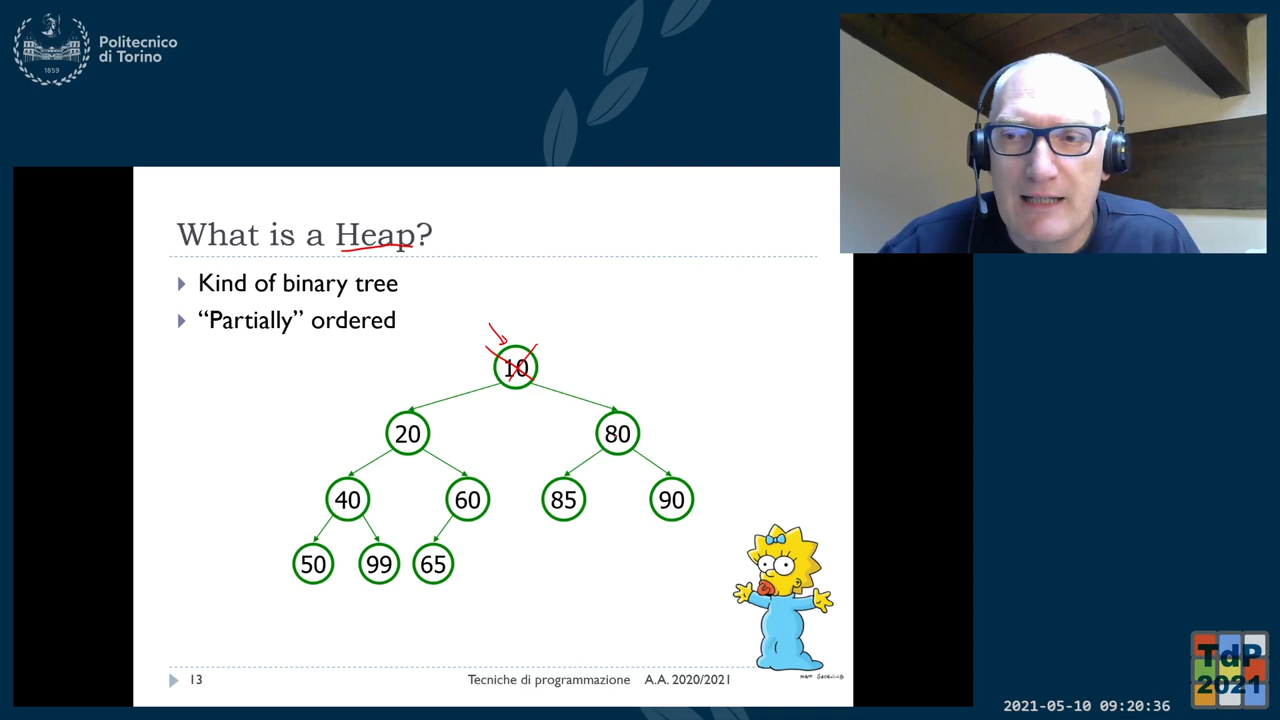 Politecnico
di Torino
1859
What is a Heap?
Kind of binary tree
“Partially” ordered
10
20
80
40
60
85
90
50
99
65
13
Tecniche di programmazione
A.A. 2020/2021
TdP
2021
2021-05-10 09:20:36